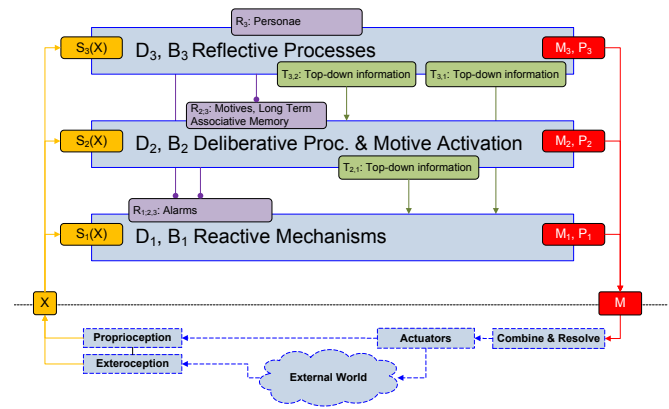 R3: Personae
S3(X)
D3, B3 Reflective Processes
M3, P3
T3,2: Top-down information
T3,1: Top-down information
R2;3: Motives, Long Term
Associative Memory
S2(X)
D2, B2 Deliberative Proc. & Motive Activation
M2, P2
T2,1: Top-down information
R1;2,3: Alarms
S1(X)
D1, B1 Reactive Mechanisms
M1, P1
X
M
Proprioception
Actuators
Combine & Resolve
Exteroception
External World